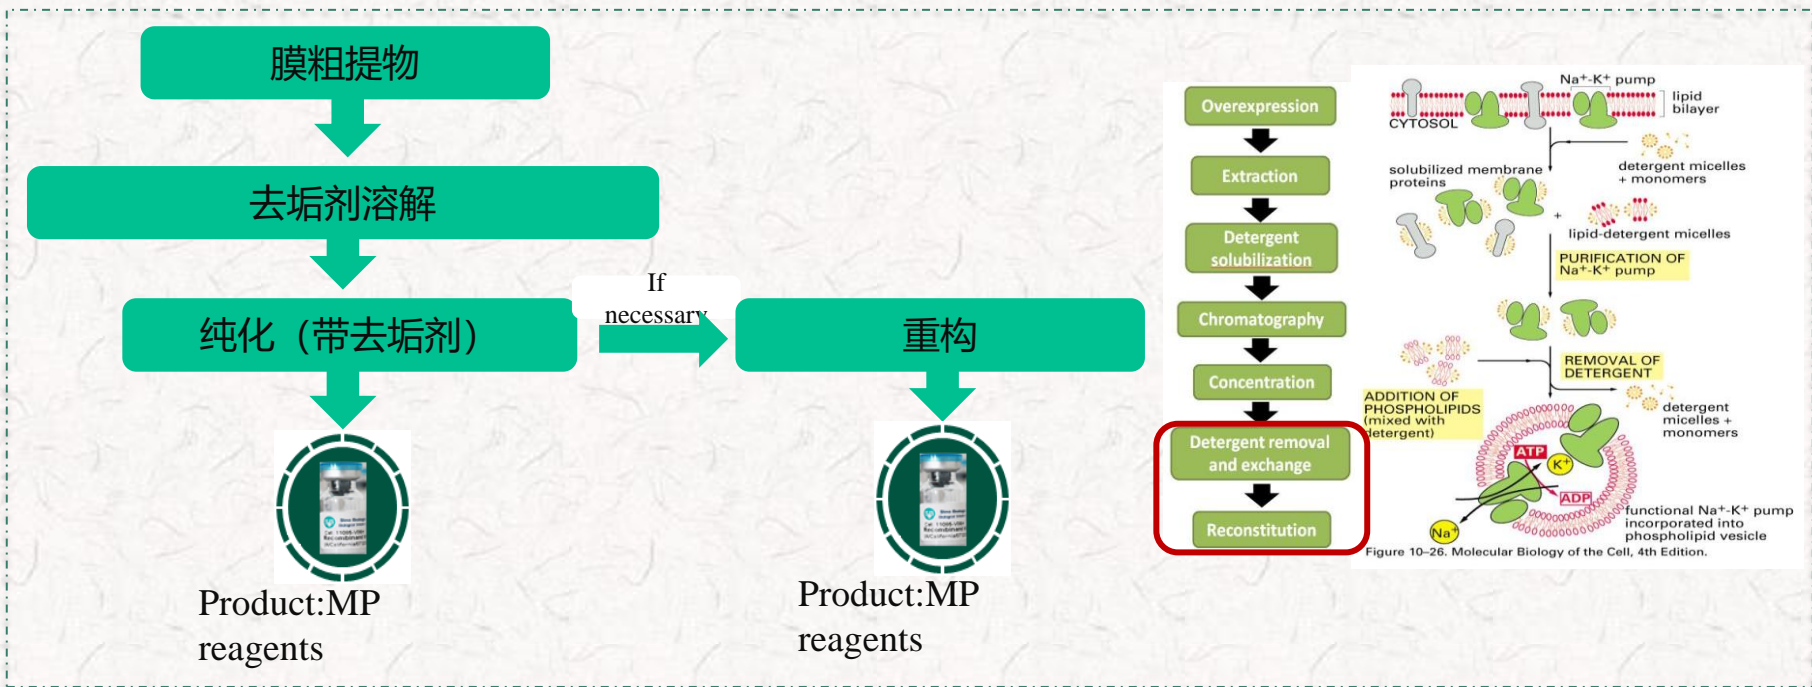 膜粗提物
去垢剂溶解
纯化（带去垢剂）
If
necessary
重构
Product:MP
reagents
Product:MP
reagents
Overexpression
Extraction
Detergent
solubilization
Chromatography
Concentration
Detergent removal
and exchange
Reconstitution
Na⁺-K⁺ pump
lipid
bilayer
CYTOSOL
detergent micelles
+ monomers
solubilized membrane
proteins
+
lipid-detergent micelles
PURIFICATION OF
Na⁺-K⁺ pump
REMOVAL OF
DETERGENT
ADDITION OF
PHOSPHOLIPIDS
(mixed with
detergent)
detergent
micelles +
monomers
ATP
K⁺
ADP
Na⁺
functional Na⁺-K⁺ pump
incorporated into
phospholipid vesicle
Figure 10–26. Molecular Biology of the Cell, 4th Edition.